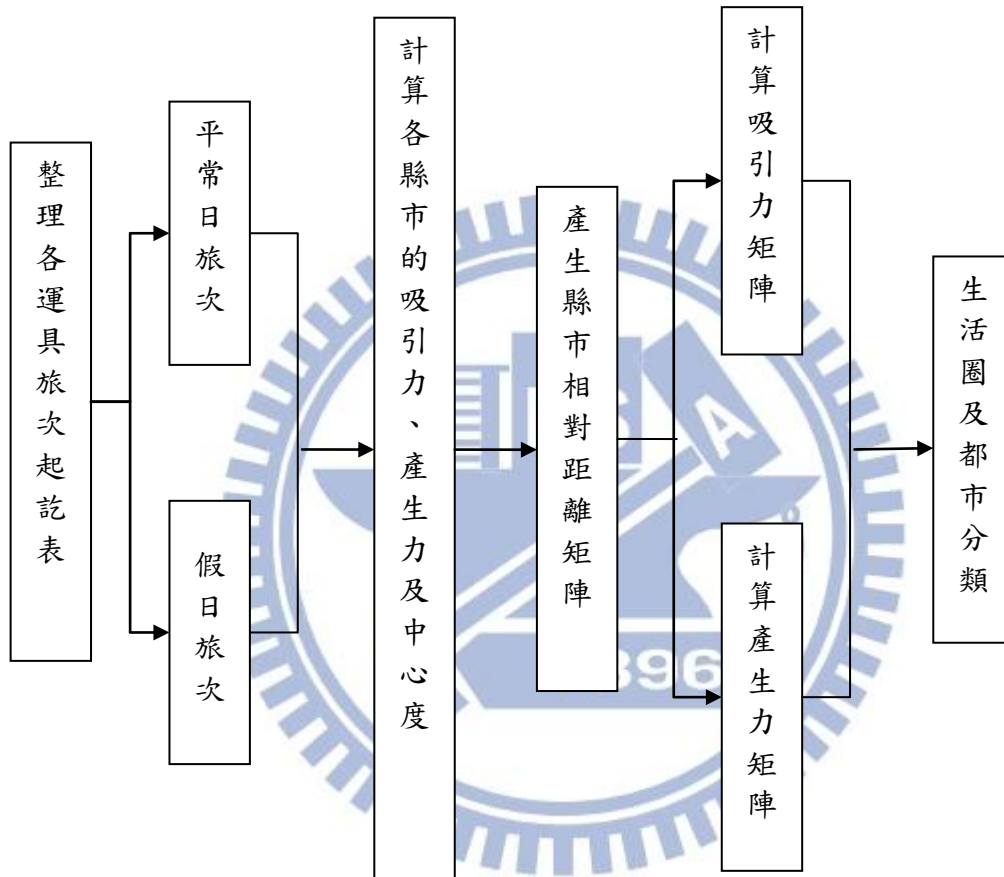 整理各運具旅次起訖表
平常日旅次
假日旅次
計算各縣市的吸引力、產生力及中心度
產生縣市相對距離矩陣
計算吸引力矩陣
計算產生力矩陣
生活圈及都市分類
A
896